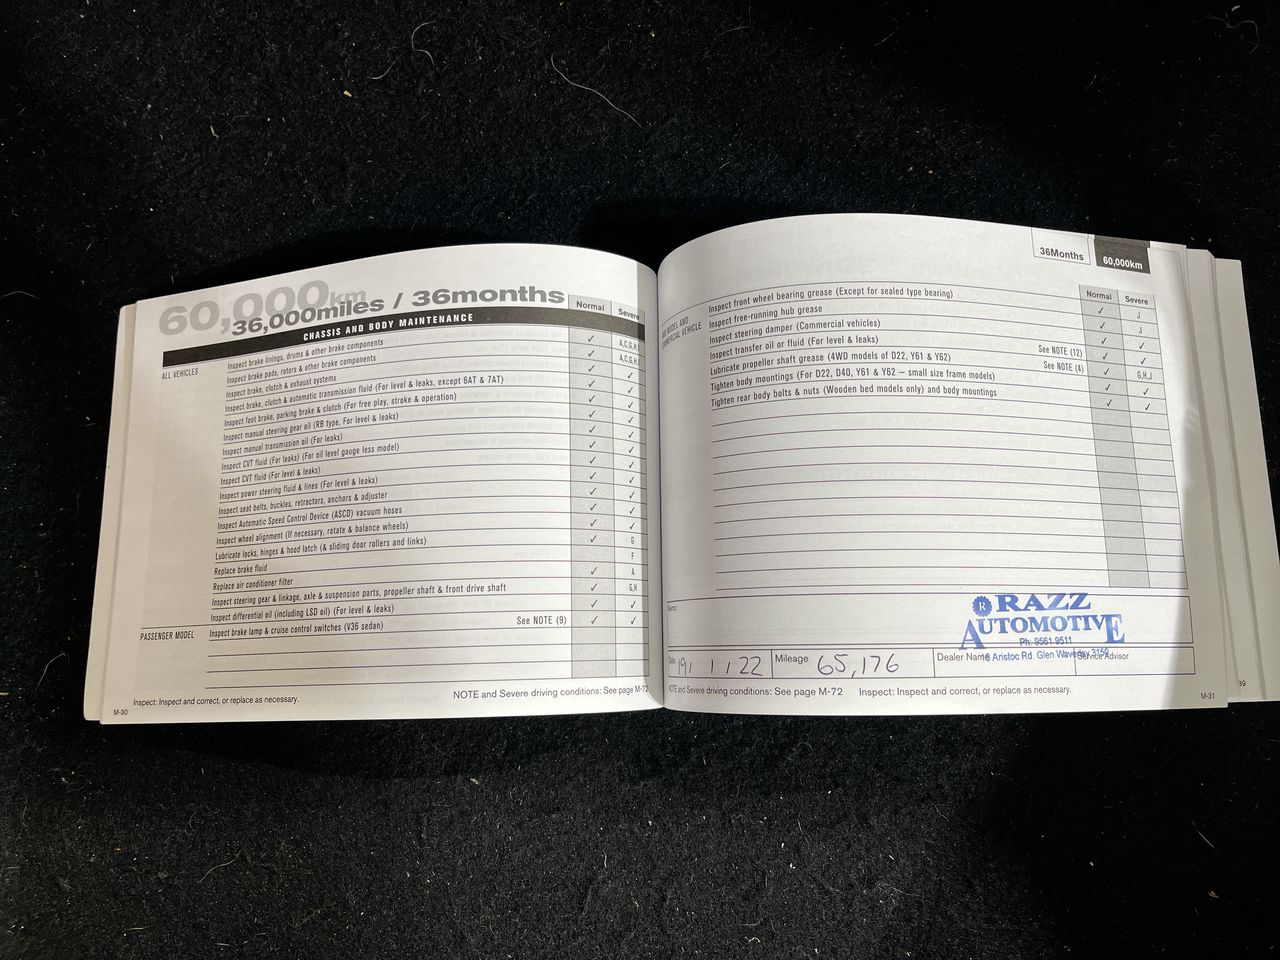 60,000km
36,000miles / 36months
CHASSIS AND BODY MAINTENANCE
Normal Severe
ALL VEHICLES
Inspect brake linings, drums & other brake components ✓ A,C,G,H
Inspect brake pads, rotors & other brake components ✓ A,C,G,H
Inspect brake, clutch & exhaust systems ✓ ✓
Inspect brake, clutch & automatic transmission fluid (For level & leaks, except 6AT & 7AT) ✓ ✓
Inspect foot brake, parking brake & clutch (For free play, stroke & operation) ✓ ✓
Inspect manual steering gear oil (RB type, For level & leaks) ✓ ✓
Inspect manual transmission oil (For leaks) ✓ ✓
Inspect CVT fluid (For leaks) (For oil level gauge less model) ✓ ✓
Inspect CVT fluid (For level & leaks) ✓ ✓
Inspect power steering fluid & lines (For level & leaks) ✓ ✓
Inspect seat belts, buckles, retractors, anchors & adjuster ✓ ✓
Inspect Automatic Speed Control Device (ASCD) vacuum hoses ✓ ✓
Inspect wheel alignment (If necessary, rotate & balance wheels) ✓ G
Lubricate locks, hinges & hood latch (& sliding door rollers and links) F
Replace brake fluid ✓ A
Replace air conditioner filter ✓ G,H
Inspect steering gear & linkage, axle & suspension parts, propeller shaft & front drive shaft ✓ ✓
Inspect differential oil (including LSD oil) (For level & leaks) ✓ ✓
PASSENGER MODEL Inspect brake lamp & cruise control switches (V36 sedan) See NOTE (9)
Inspect: Inspect and correct, or replace as necessary. NOTE and Severe driving conditions: See page M-72
M-30
36Months 60,000km
Normal Severe
MODEL AND
VEHICLE
Inspect front wheel bearing grease (Except for sealed type bearing) ✓ J
Inspect free-running hub grease ✓ J
Inspect steering damper (Commercial vehicles) ✓ ✓
Inspect transfer oil or fluid (For level & leaks) See NOTE (12) ✓ ✓
Lubricate propeller shaft grease (4WD models of D22, Y61 & Y62) See NOTE (4) ✓ G,H,J
Tighten body mountings (For D22, D40, Y61 & Y62 – small size frame models) ✓ ✓
Tighten rear body bolts & nuts (Wooden bed models only) and body mountings ✓ ✓
Memo
RAZZ
AUTOMOTIVE
Ph: 9561 9511
Aristoc Rd. Glen Waverley 3150
Date 19/ 1 / 22 Mileage 65,176 Dealer Name Service Advisor
NOTE and Severe driving conditions: See page M-72 Inspect: Inspect and correct, or replace as necessary.
M-31